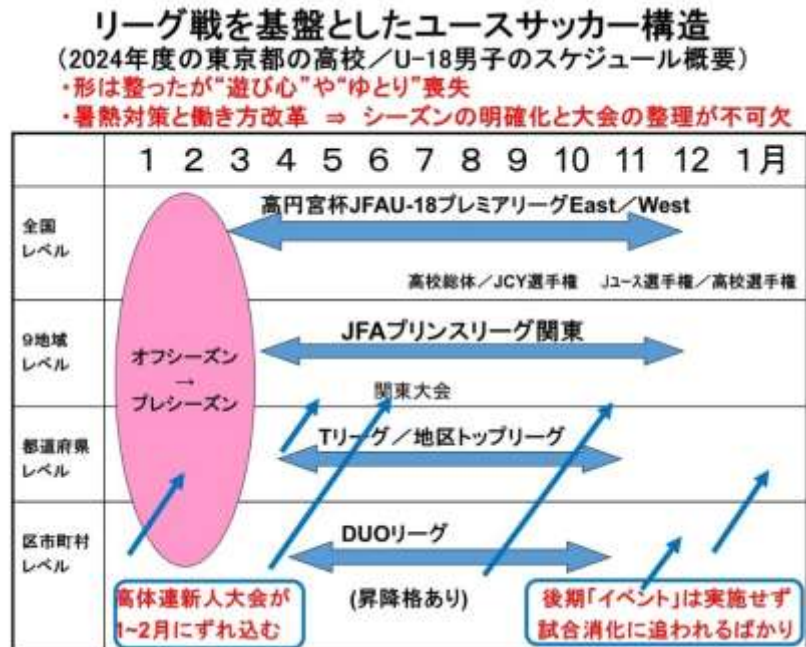 リーグ戦を基盤としたユースサッカー構造
(2024年度の東京都の高校／U-18男子のスケジュール概要)
・形は整ったが“遊び心”や“ゆとり”喪失
・暑熱対策と働き方改革 ⇒ シーズンの明確化と大会の整理が不可欠
1 2 3 4 5 6 7 8 9 10 11 12 1月
全国
レベル
高円宮杯JFAU-18プレミアリーグEast／West
高校総体／JCY選手権 Jユース選手権／高校選手権
9地域
レベル
オフシーズン
→
プレシーズン
JFAプリンスリーグ関東
関東大会
都道府県
レベル
Tリーグ／地区トップリーグ
区市町村
レベル
DUOリーグ
(昇降格あり)
高体連新人大会が
1~2月にずれ込む
後期「イベント」は実施せず
試合消化に追われるばかり